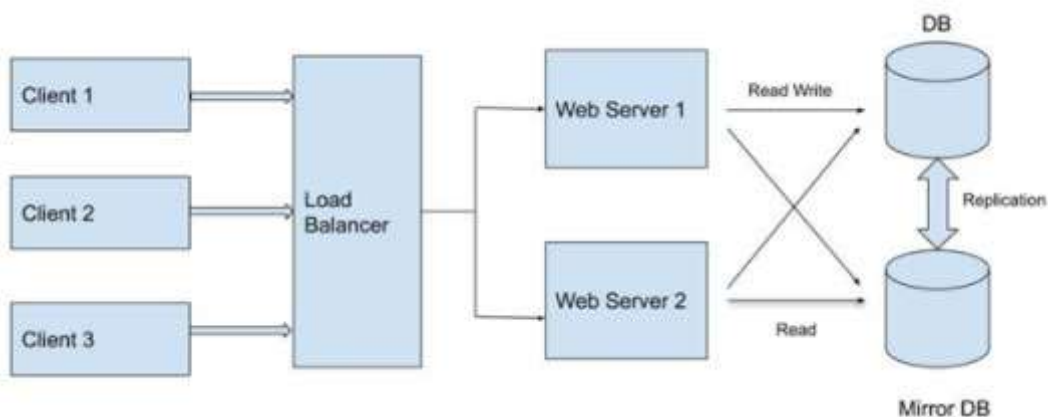 DB
Client 1
Read Write
Web Server 1
Client 2
Load
Balancer
Replication
Web Server 2
Client 3
Read
Mirror DB